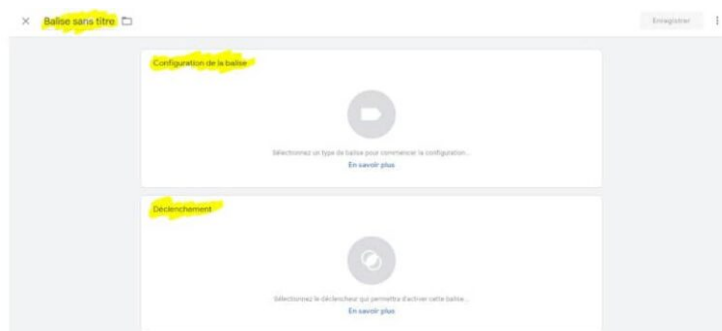 Balise sans titre
Enregistrer
Configuration de la balise
Sélectionnez un type de balise pour commencer la configuration...
En savoir plus
Déclenchement
Sélectionnez le déclencheur qui permettra d'activer cette balise...
En savoir plus